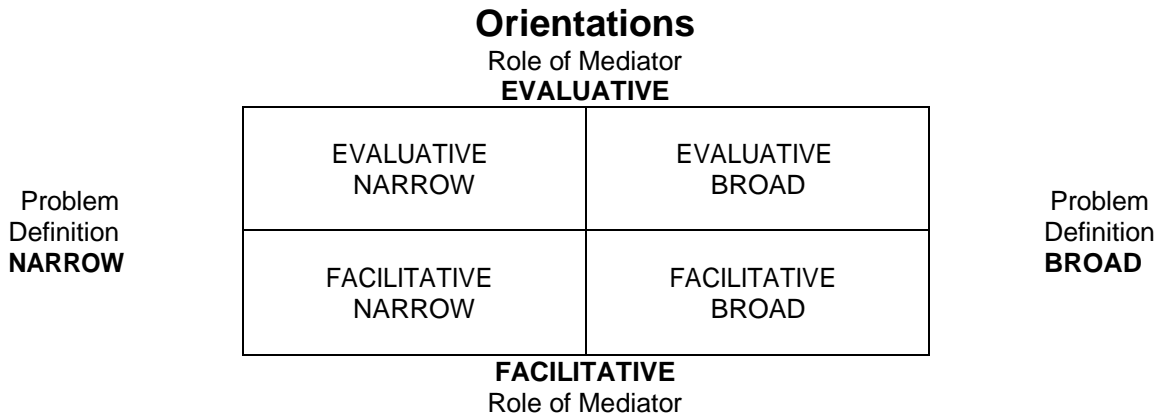 Orientations
Role of Mediator
EVALUATIVE
EVALUATIVE
NARROW
EVALUATIVE
BROAD
Problem
Definition
NARROW
Problem
Definition
BROAD
FACILITATIVE
NARROW
FACILITATIVE
BROAD
FACILITATIVE
Role of Mediator